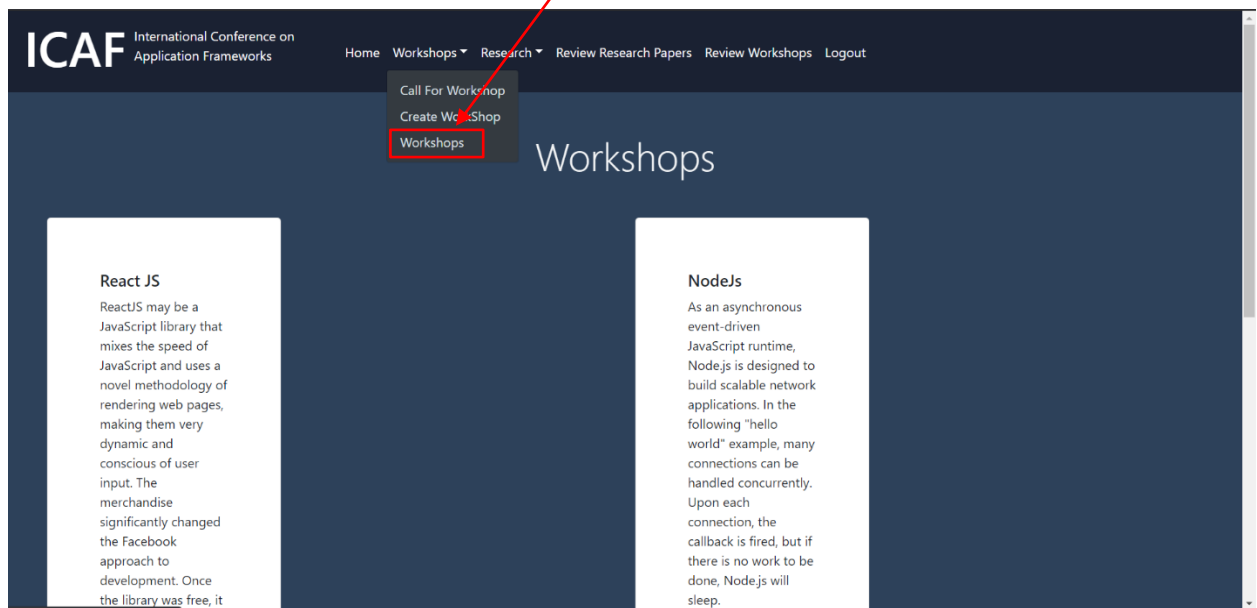 ICAF International Conference on
Application Frameworks
Home Workshops Research Review Research Papers Review Workshops Logout
Call For Workshop
Create WorkShop
Workshops
Workshops
React JS
ReactJS may be a
JavaScript library that
mixes the speed of
JavaScript and uses a
novel methodology of
rendering web pages,
making them very
dynamic and
conscious of user
input. The
merchandise
significantly changed
the Facebook
approach to
development. Once
the library was free, it
NodeJs
As an asynchronous
event-driven
JavaScript runtime,
Node.js is designed to
build scalable network
applications. In the
following "hello
world" example, many
connections can be
handled concurrently.
Upon each
connection, the
callback is fired, but if
there is no work to be
done, Node.js will
sleep.